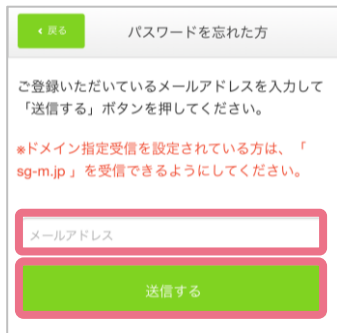 < 戻る
パスワードを忘れた方
ご登録いただいているメールアドレスを入力して
「送信する」ボタンを押してください。
※ドメイン指定受信を設定されている方は、「
sg-m.jp 」を受信できるようにしてください。
メールアドレス
送信する